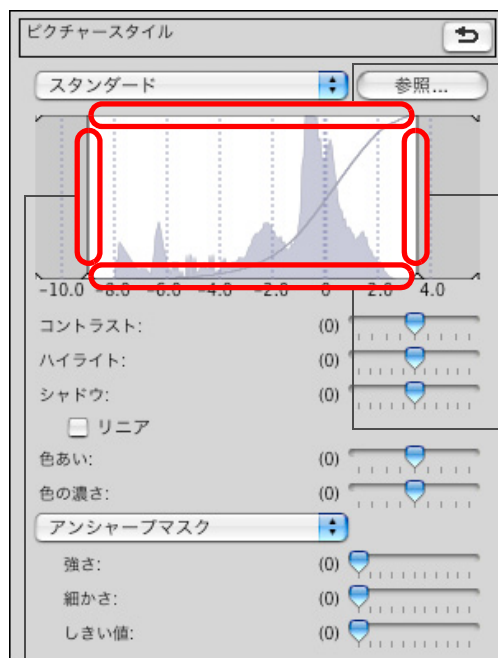 ピクチャースタイル
スタンダード 参照...
-10.0 -8.0 -6.0 -4.0 -2.0 0 2.0 4.0
コントラスト: (0)
ハイライト: (0)
シャドウ: (0)
リニア
色あい: (0)
色の濃さ: (0)
アンシャープマスク
強さ: (0)
細かさ: (0)
しきい値: (0)